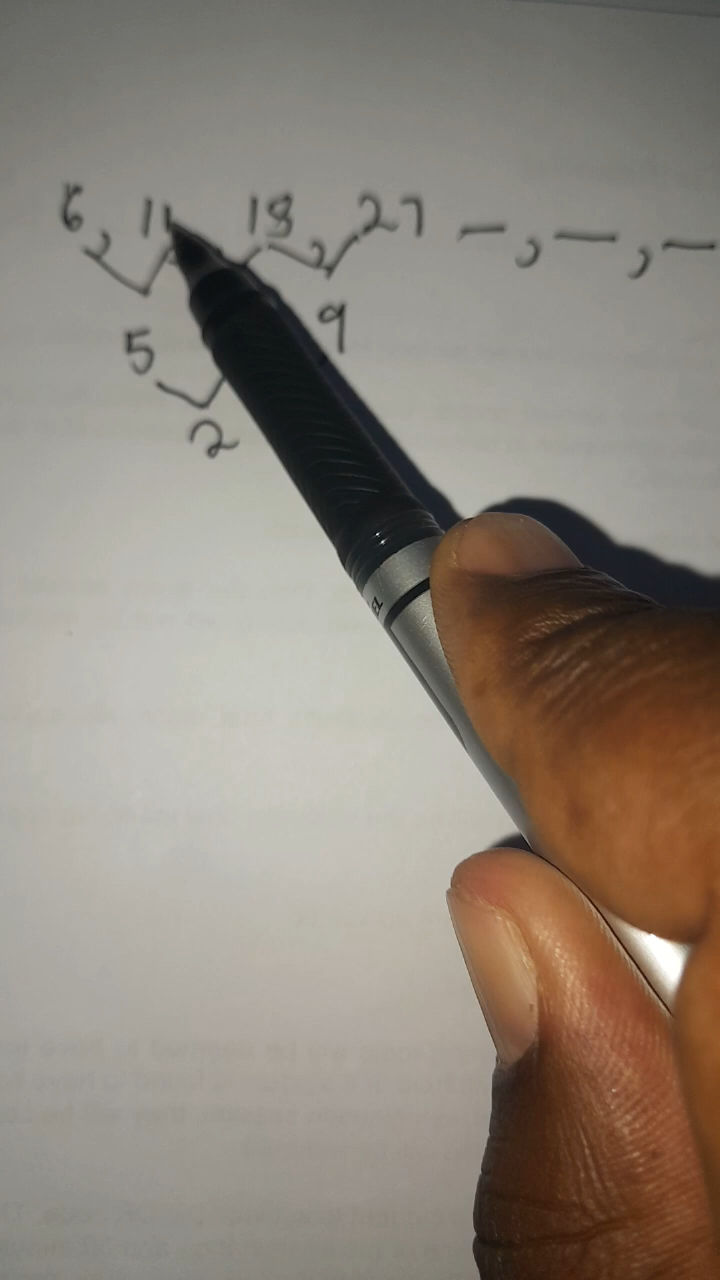 6, 11 18, 27 –, –, –
5 9
2